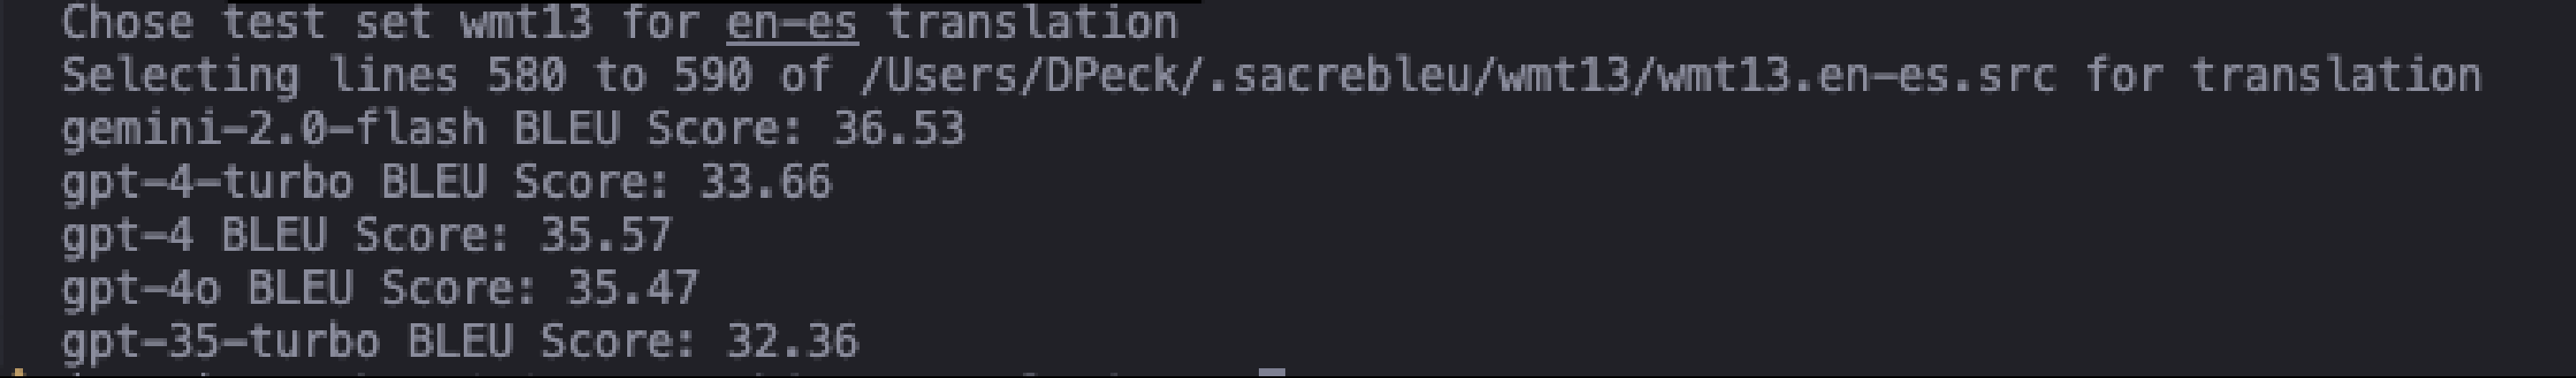 Chose test set wmt13 for en-es translation
Selecting lines 580 to 590 of /Users/DPeck/.sacrebleu/wmt13/wmt13.en-es.src for translation
gemini-2.0-flash BLEU Score: 36.53
gpt-4-turbo BLEU Score: 33.66
gpt-4 BLEU Score: 35.57
gpt-4o BLEU Score: 35.47
gpt-35-turbo BLEU Score: 32.36